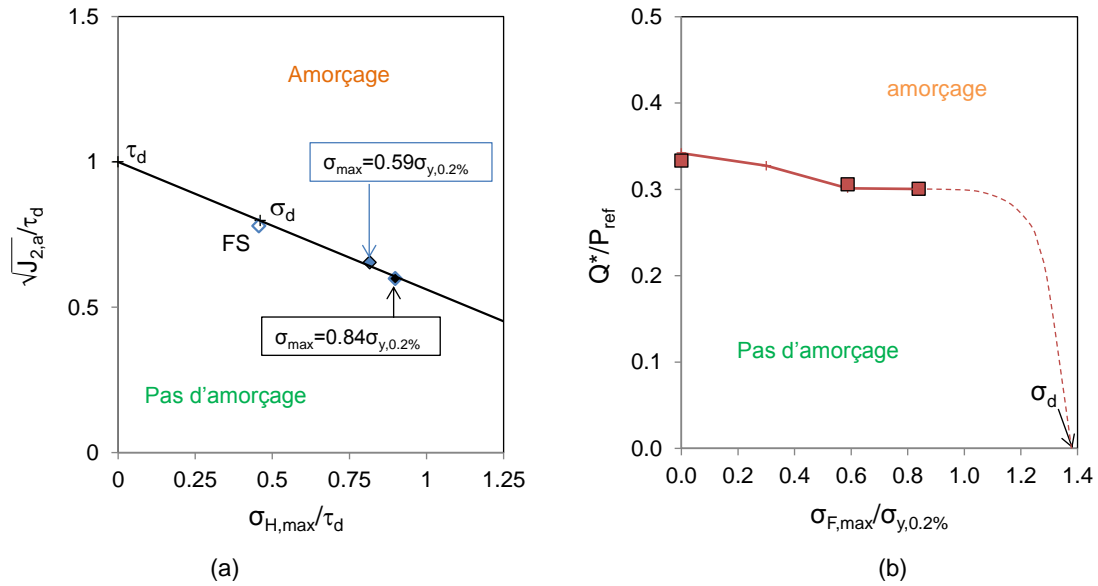 1.5
1
0.5
0
0
0.25
0.5
0.75
1
1.25
√J2,a/τd
σH,max/τd
Amorçage
τd
σmax=0.59σy,0.2%
σd
FS
σmax=0.84σy,0.2%
Pas d'amorçage
(a)
0.5
0.4
0.3
0.2
0.1
0.0
0.0
0.2
0.4
0.6
0.8
1.0
1.2
1.4
Q*/Pref
σF,max/σy,0.2%
amorçage
Pas d'amorçage
σd
(b)